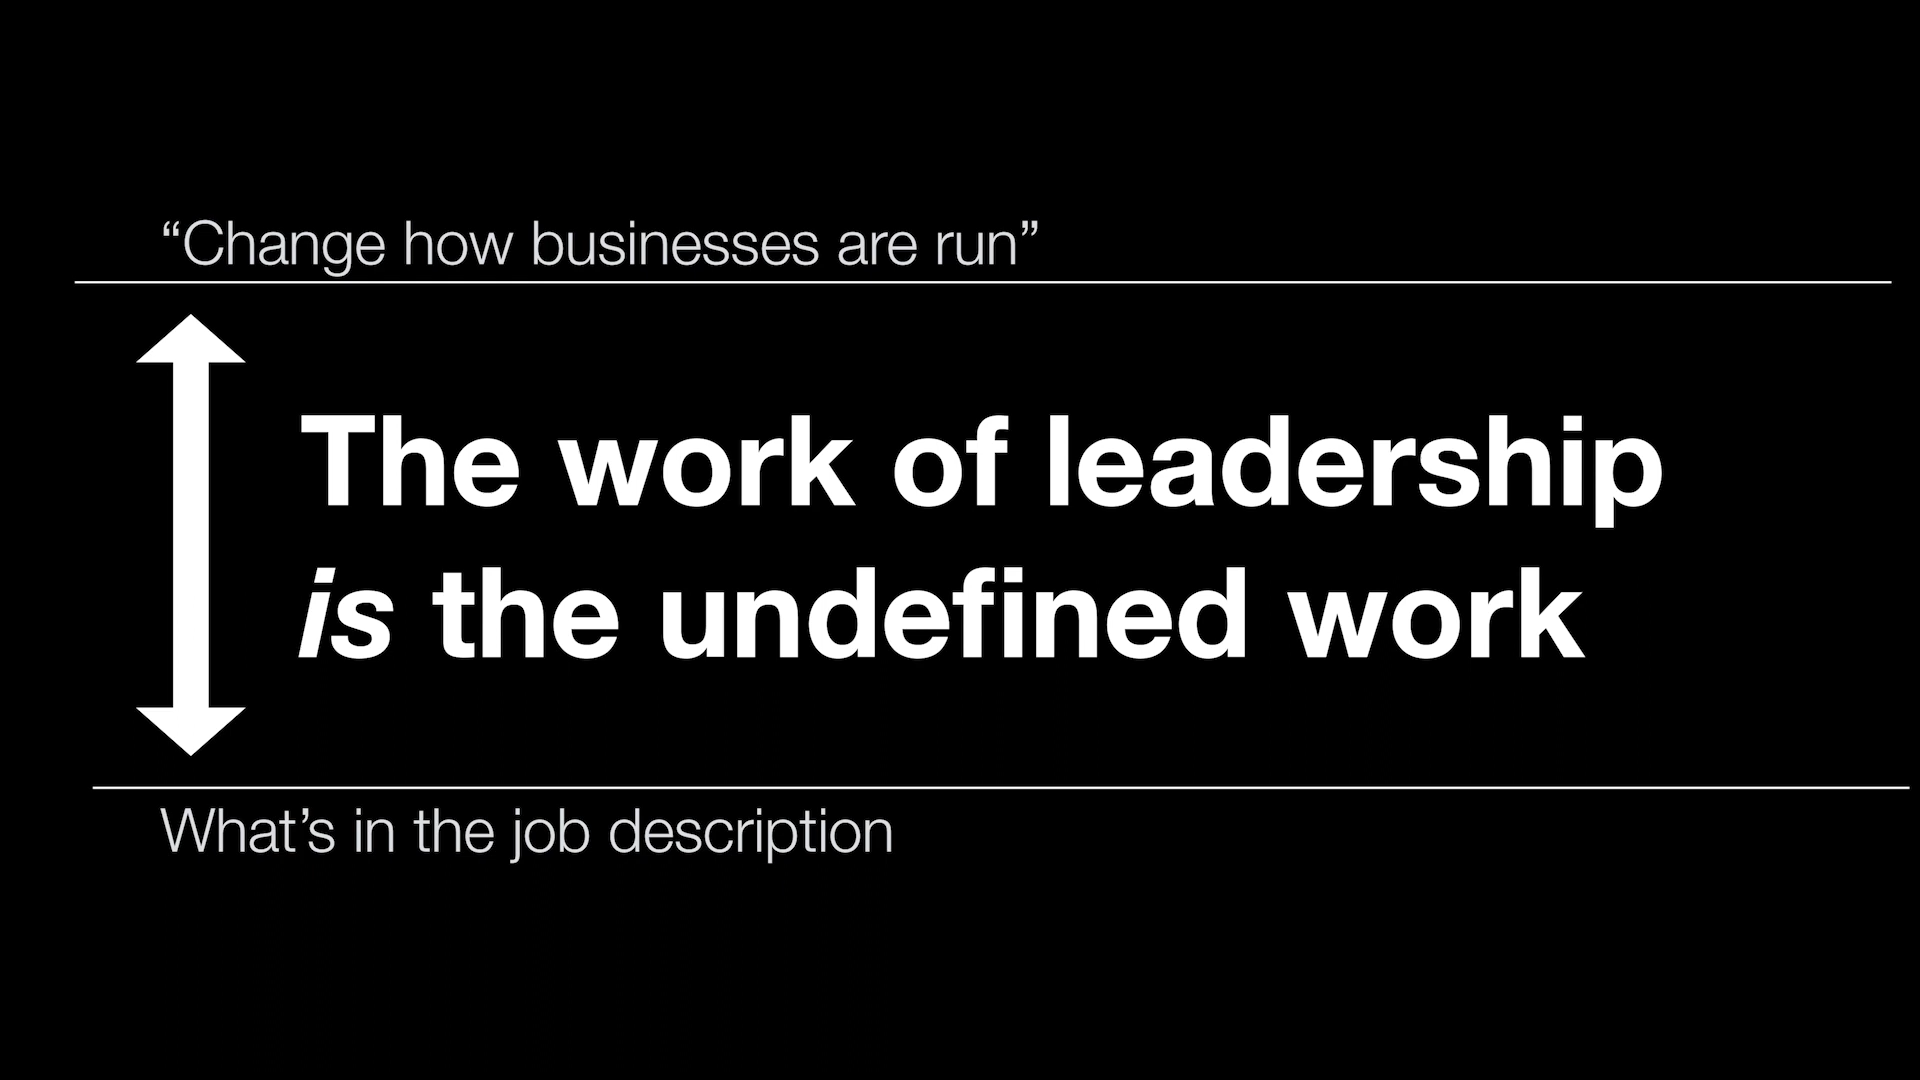 “Change how businesses are run”
The work of leadership
is the undefined work
What’s in the job description